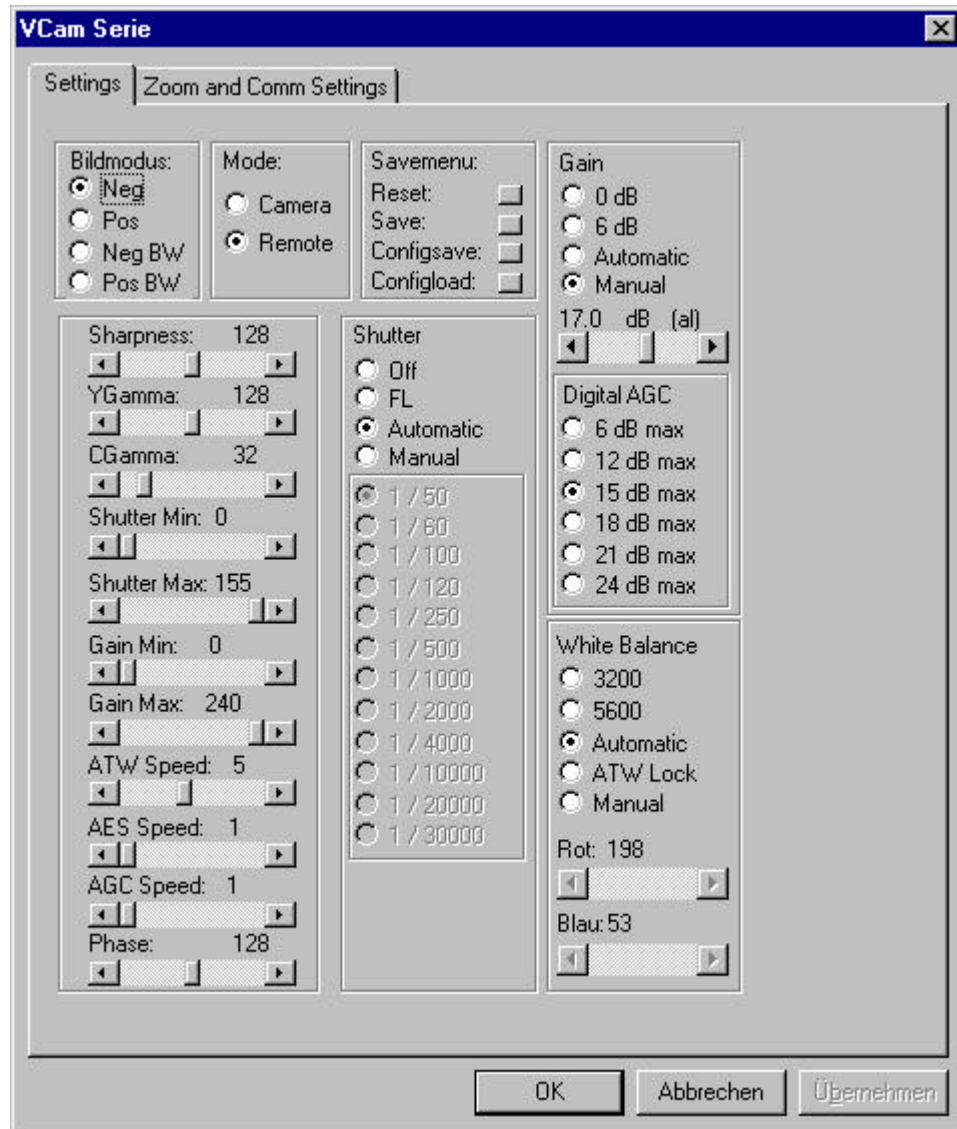 VCam Serie
Settings
Zoom and Comm Settings
Bildmodus:
Neg
Pos
Neg BW
Pos BW
Mode:
Camera
Remote
Savemenu:
Reset:
Save:
Configsave:
Configload:
Gain
0 dB
6 dB
Automatic
Manual
17.0 dB (al)
Sharpness: 128
YGamma: 128
CGamma: 32
Shutter Min: 0
Shutter Max: 155
Gain Min: 0
Gain Max: 240
ATW Speed: 5
AES Speed: 1
AGC Speed: 1
Phase: 128
Shutter
Off
FL
Automatic
Manual
1 / 50
1 / 60
1 / 100
1 / 120
1 / 250
1 / 500
1 / 1000
1 / 2000
1 / 4000
1 / 10000
1 / 20000
1 / 30000
Digital AGC
6 dB max
12 dB max
15 dB max
18 dB max
21 dB max
24 dB max
White Balance
3200
5600
Automatic
ATW Lock
Manual
Rot: 198
Blau: 53
OK
Abbrechen
Übernehmen